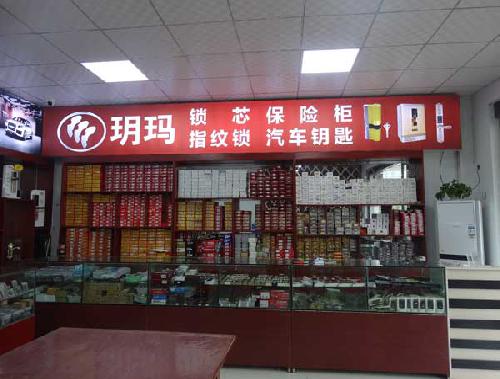 玥玛
锁芯 保险柜
指纹锁 汽车钥匙